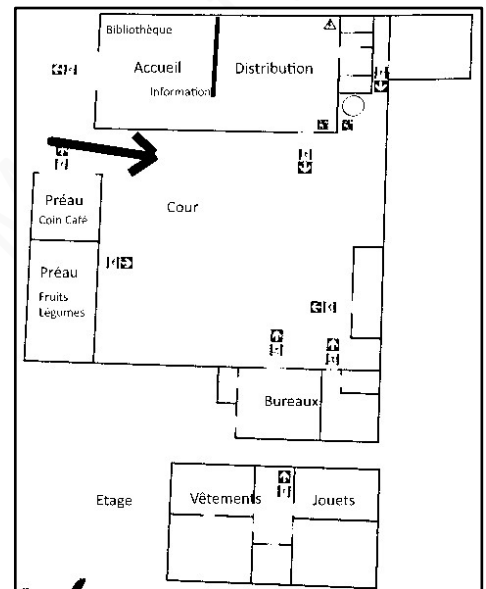 Bibliothèque
Accueil
Distribution
Information
Préau
Coin Café
Cour
Préau
Fruits
Légumes
Bureaux
Etage
Vêtements
Jouets